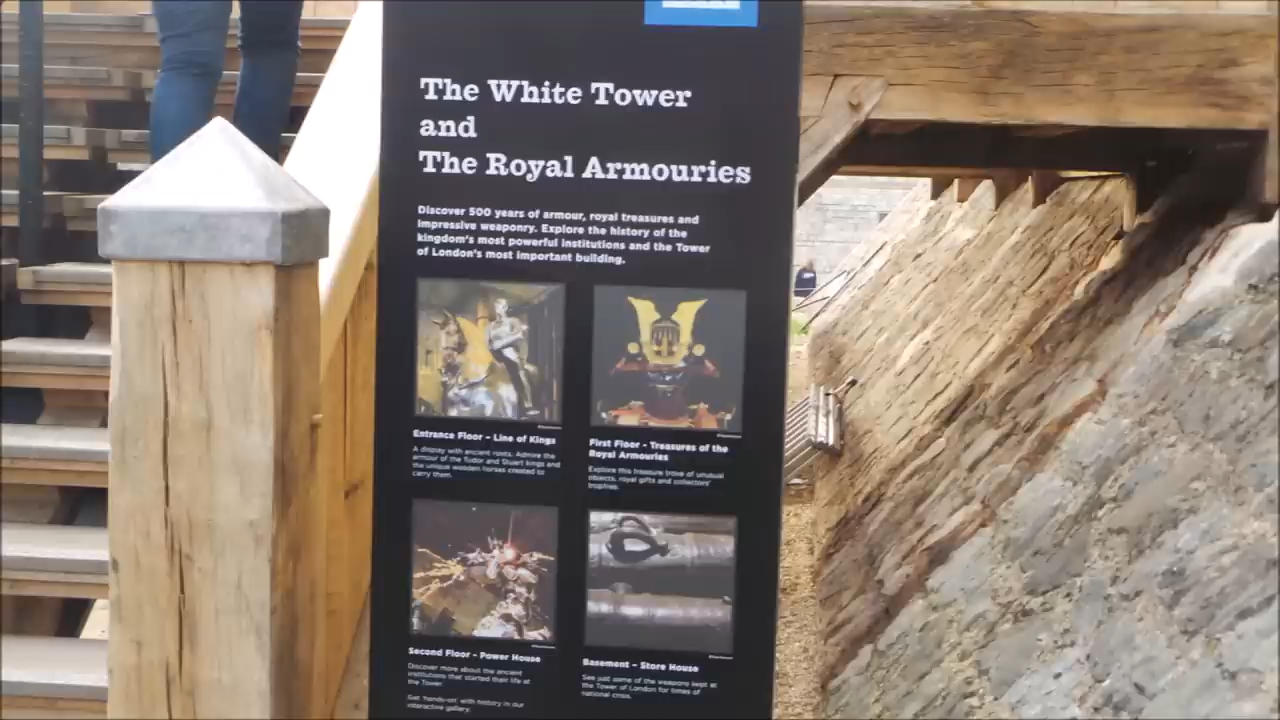 The White Tower
and
The Royal Armouries
Discover 500 years of armour, royal treasures and
impressive weaponry. Explore the history of the
kingdom's most powerful institutions and the Tower
of London's most important building.
Entrance Floor - Line of Kings
A display with ancient roots. Admire the
armour of the Tudor and Stuart kings and
the unique wooden horses created to
carry them.
First Floor - Treasures of the
Royal Armouries
Explore this treasure trove of unusual
objects, royal gifts and collectors'
trophies.
Second Floor - Power House
Discover more about the ancient
institutions that started their life at
the Tower.
Get 'hands-on' with history in our
interactive gallery.
Basement - Store House
See just some of the weapons kept at
the Tower of London for times of
national crisis.